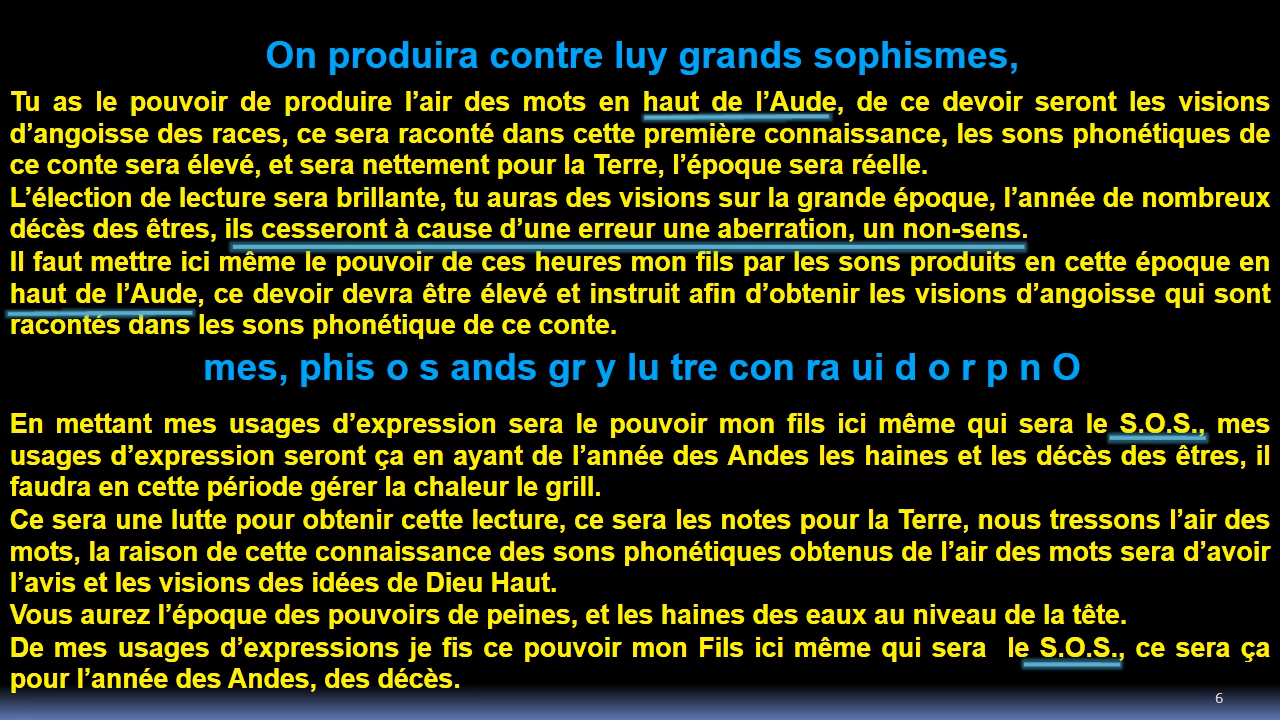 On produira contre luy grands sophismes,
Tu as le pouvoir de produire l’air des mots en haut de l’Aude, de ce devoir seront les visions
d’angoisse des races, ce sera raconté dans cette première connaissance, les sons phonétiques de
ce conte sera élevé, et sera nettement pour la Terre, l’époque sera réelle.
L’élection de lecture sera brillante, tu auras des visions sur la grande époque, l’année de nombreux
décès des êtres, ils cesseront à cause d’une erreur une aberration, un non-sens.
Il faut mettre ici même le pouvoir de ces heures mon fils par les sons produits en cette époque en
haut de l’Aude, ce devoir devra être élevé et instruit afin d’obtenir les visions d’angoisse qui sont
racontés dans les sons phonétique de ce conte.
mes, phis o s ands gr y lu tre con ra ui d o r p n O
En mettant mes usages d’expression sera le pouvoir mon fils ici même qui sera le S.O.S., mes
usages d’expression seront ça en ayant de l’année des Andes les haines et les décès des êtres, il
faudra en cette période gérer la chaleur le grill.
Ce sera une lutte pour obtenir cette lecture, ce sera les notes pour la Terre, nous tressons l’air des
mots, la raison de cette connaissance des sons phonétiques obtenus de l’air des mots sera d’avoir
l’avis et les visions des idées de Dieu Haut.
Vous aurez l’époque des pouvoirs de peines, et les haines des eaux au niveau de la tête.
De mes usages d’expressions je fis ce pouvoir mon Fils ici même qui sera le S.O.S., ce sera ça
pour l’année des Andes, des décès.
6